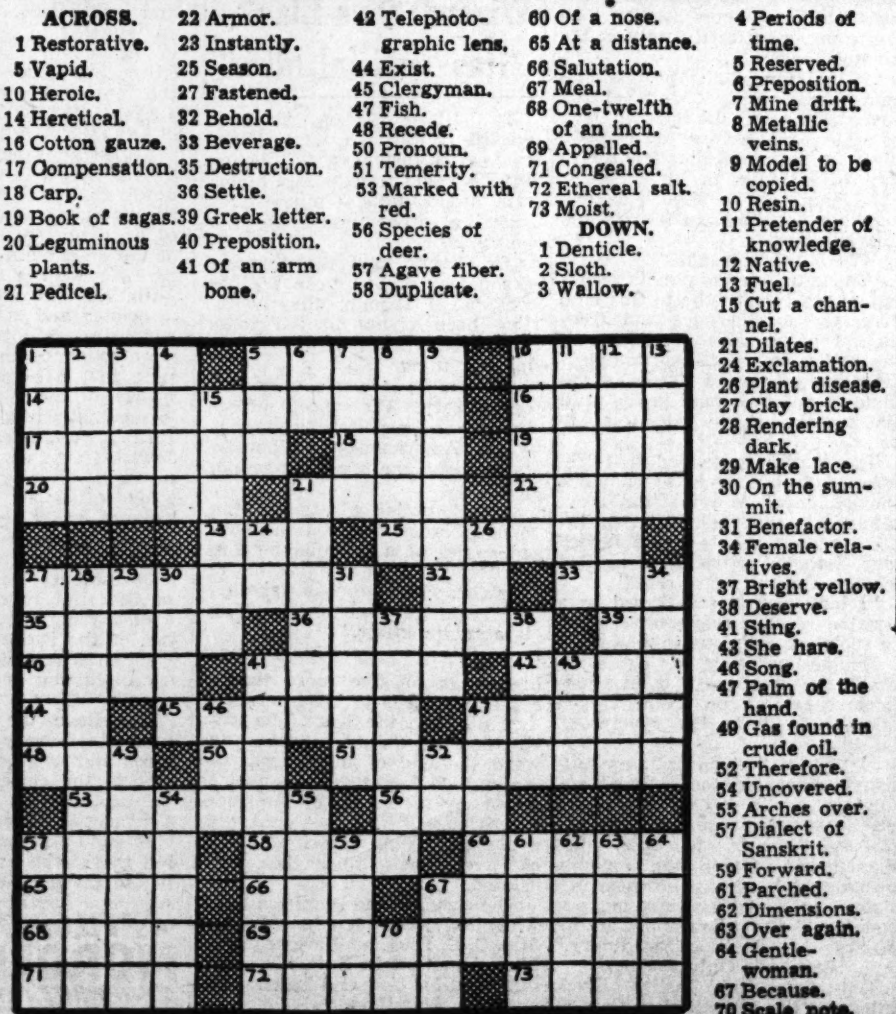 ACROSS.
1 Restorative.
5 Vapid.
10 Heroic.
14 Heretical.
16 Cotton gauze.
17 Compensation.
18 Carp.
19 Book of sagas.
20 Leguminous
plants.
21 Pedicel.
22 Armor.
23 Instantly.
25 Season.
27 Fastened.
32 Behold.
33 Beverage.
35 Destruction.
36 Settle.
39 Greek letter.
40 Preposition.
41 Of an arm
bone.
42 Telephoto-
graphic lens.
44 Exist.
45 Clergyman.
47 Fish.
48 Recede.
50 Pronoun.
51 Temerity.
53 Marked with
red.
56 Species of
deer.
57 Agave fiber.
58 Duplicate.
60 Of a nose.
65 At a distance.
66 Salutation.
67 Meal.
68 One-twelfth
of an inch.
69 Appalled.
71 Congealed.
72 Ethereal salt.
73 Moist.
DOWN.
1 Denticle.
2 Sloth.
3 Wallow.
4 Periods of
time.
5 Reserved.
6 Preposition.
7 Mine drift.
8 Metallic
veins.
9 Model to be
copied.
10 Resin.
11 Pretender of
knowledge.
12 Native.
13 Fuel.
15 Cut a chan-
nel.
21 Dilates.
24 Exclamation.
26 Plant disease.
27 Clay brick.
28 Rendering
dark.
29 Make lace.
30 On the sum-
mit.
31 Benefactor.
34 Female rela-
tives.
37 Bright yellow.
38 Deserve.
41 Sting.
43 She hare.
46 Song.
47 Palm of the
hand.
49 Gas found in
crude oil.
52 Therefore.
54 Uncovered.
55 Arches over.
57 Dialect of
Sanskrit.
59 Forward.
61 Parched.
62 Dimensions.
63 Over again.
64 Gentle-
woman.
67 Because.
70 Scale note.
1 2 3 4 5 6 7 8 9 10 11 12 13
14 15 16
17 18 19
20 21 22
23 24 25 26
27 28 29 30 31 32 33 34
35 36 37 38 39
40 41 42 43
44 45 46 47
48 49 50 51 52
53 54 55 56
57 58 59 60 61 62 63 64
65 66 67
68 69 70
71 72 73